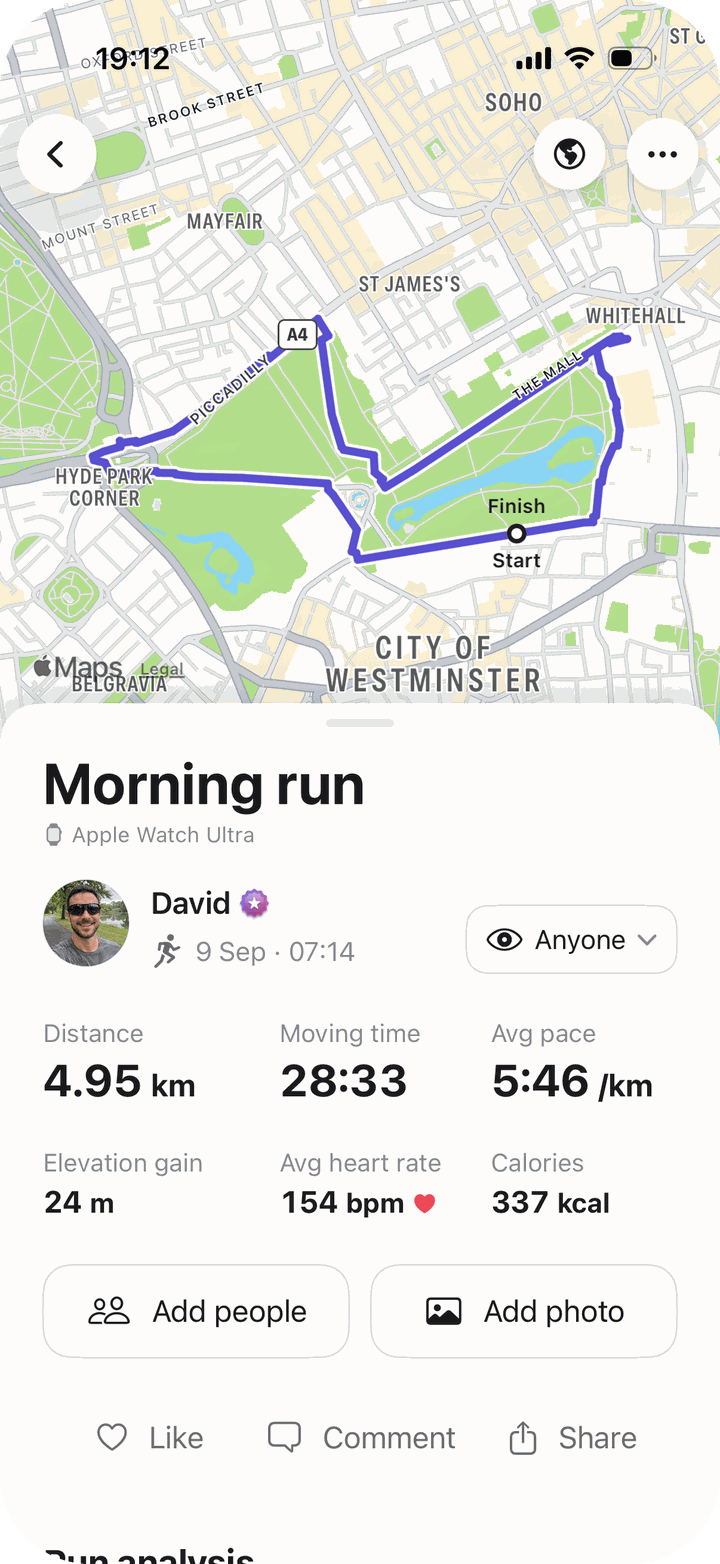 19:12
OXFORD STREET
ST
BROOK STREET
SOHO
MOUNT STREET
MAYFAIR
ST JAMES'S
WHITEHALL
A4
PICCADILLY
THE MALL
HYDE PARK
CORNER
Finish
Start
CITY OF
WESTMINSTER
Maps Legal
BELGRAVIA
Morning run
Apple Watch Ultra
David
9 Sep · 07:14
Anyone
Distance
Moving time
Avg pace
4.95 km
28:33
5:46 /km
Elevation gain
Avg heart rate
Calories
24 m
154 bpm
337 kcal
Add people
Add photo
Like
Comment
Share
Run analysis